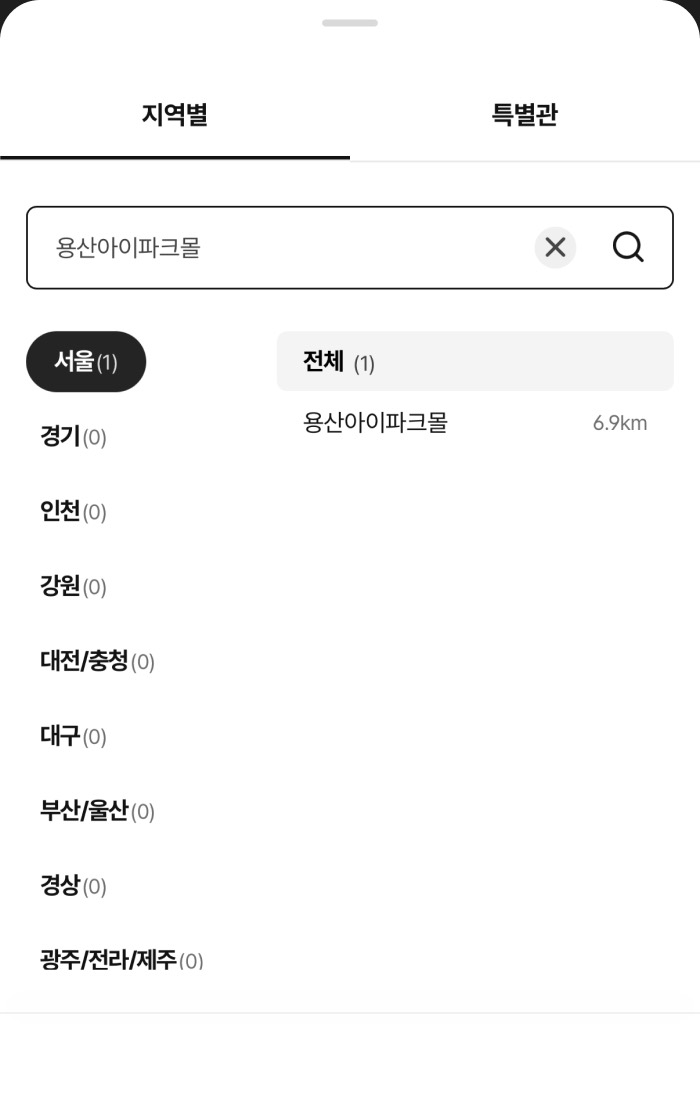 지역별 특별관
용산아이파크몰
서울(1)
전체 (1)
경기(0)
용산아이파크몰 6.9km
인천(0)
강원(0)
대전/충청(0)
대구(0)
부산/울산(0)
경상(0)
광주/전라/제주(0)